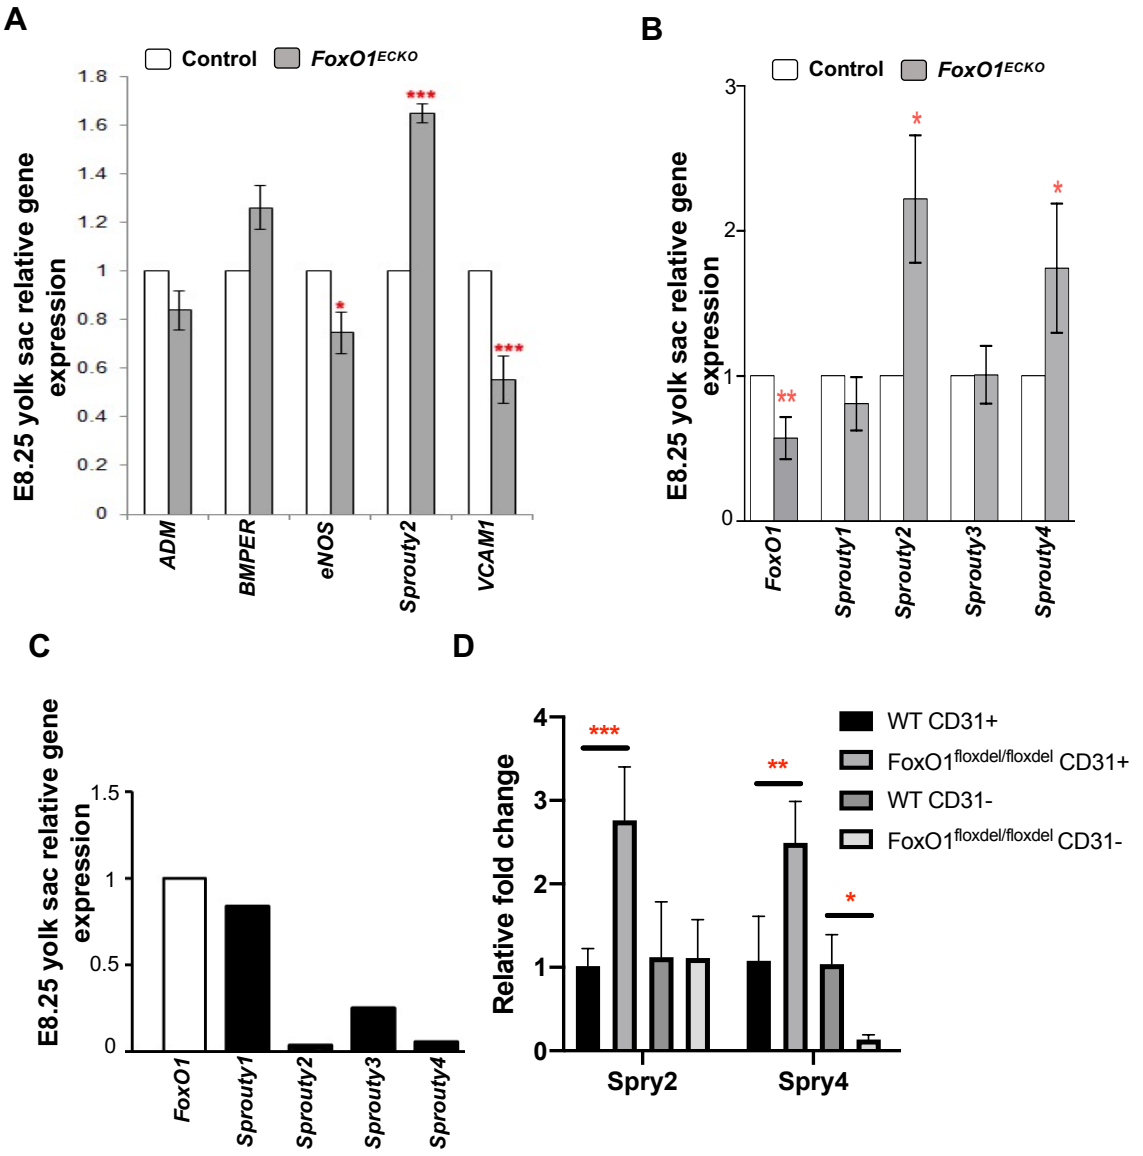 A
Control FoxO1ECKO
E8.25 yolk sac relative gene
expression
1.8
1.6
1.4
1.2
1
0.8
0.6
0.4
0.2
0
***
*
***
ADM
BMPER
eNOS
Sprouty2
VCAM1
B
Control FoxO1ECKO
E8.25 yolk sac relative gene
expression
3
2
1
0
**
*
*
FoxO1
Sprouty1
Sprouty2
Sprouty3
Sprouty4
C
E8.25 yolk sac relative gene
expression
1.5
1
0.5
0
FoxO1
Sprouty1
Sprouty2
Sprouty3
Sprouty4
D
Relative fold change
4
3
2
1
0
***
**
*
Spry2
Spry4
WT CD31+
FoxO1floxdel/floxdel CD31+
WT CD31-
FoxO1floxdel/floxdel CD31-